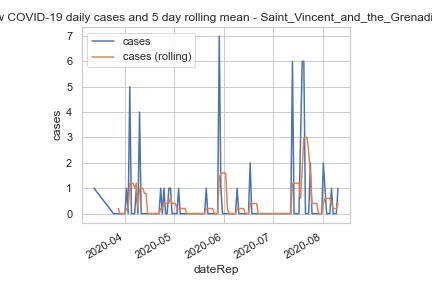 COVID-19 daily cases and 5 day rolling mean -
cases
cases (rolling)
7
6
5
4
3
2
1
0
cases
2020-04
2020-05
2020-06
2020-07
2020-08
dateRep